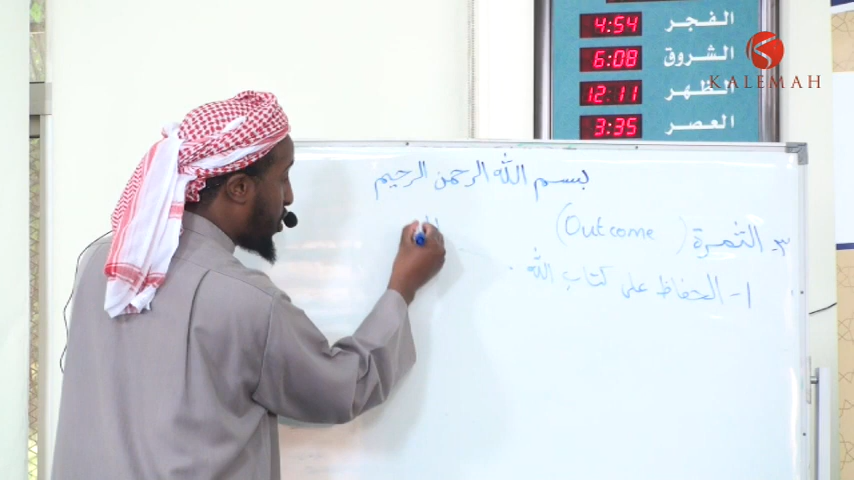 الفجر 4:54
الشروق 6:08
الظهر 12:11
العصر 3:35
KALEMAH
بسم الله الرحمن الرحيم
٣- الثمرة (Outcome)
١- الحفاظ على كتاب الله.